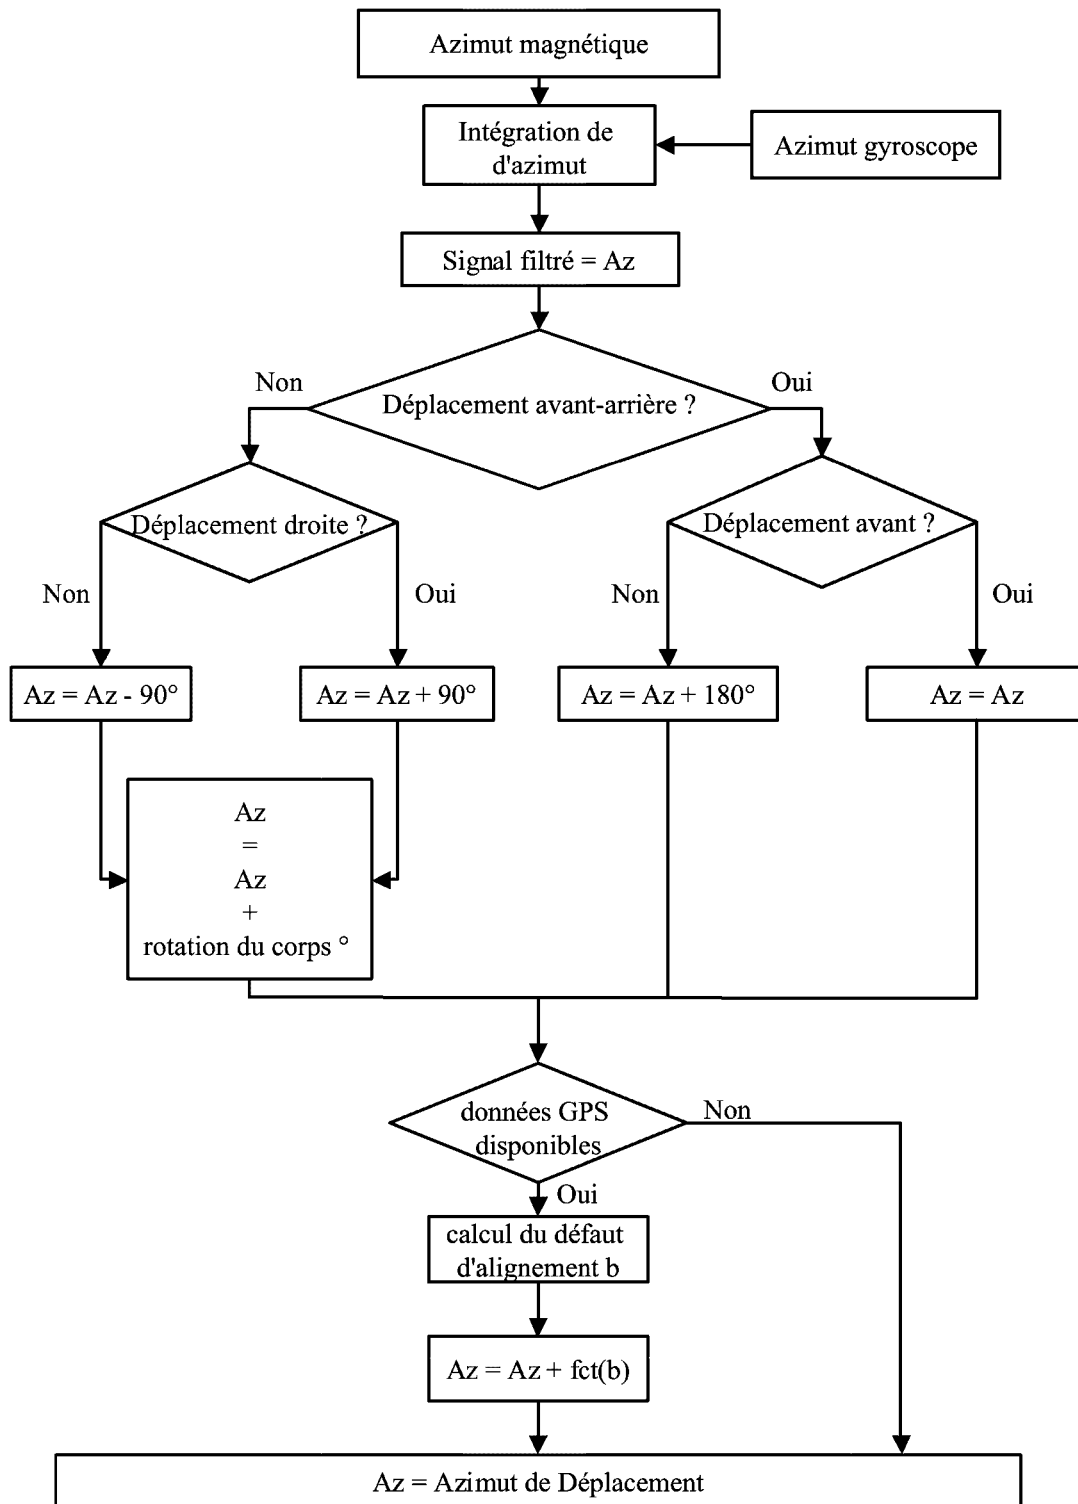 Azimut magnétique
Intégration de
d'azimut
Azimut gyroscope
Signal filtré = Az
Non
Oui
Déplacement avant-arrière ?
Déplacement droite ?
Déplacement avant ?
Non
Oui
Non
Oui
Az = Az - 90°
Az = Az + 90°
Az = Az + 180°
Az = Az
Az
=
Az
+
rotation du corps °
données GPS
disponibles
Non
Oui
calcul du défaut
d'alignement b
Az = Az + fct(b)
Az = Azimut de Déplacement